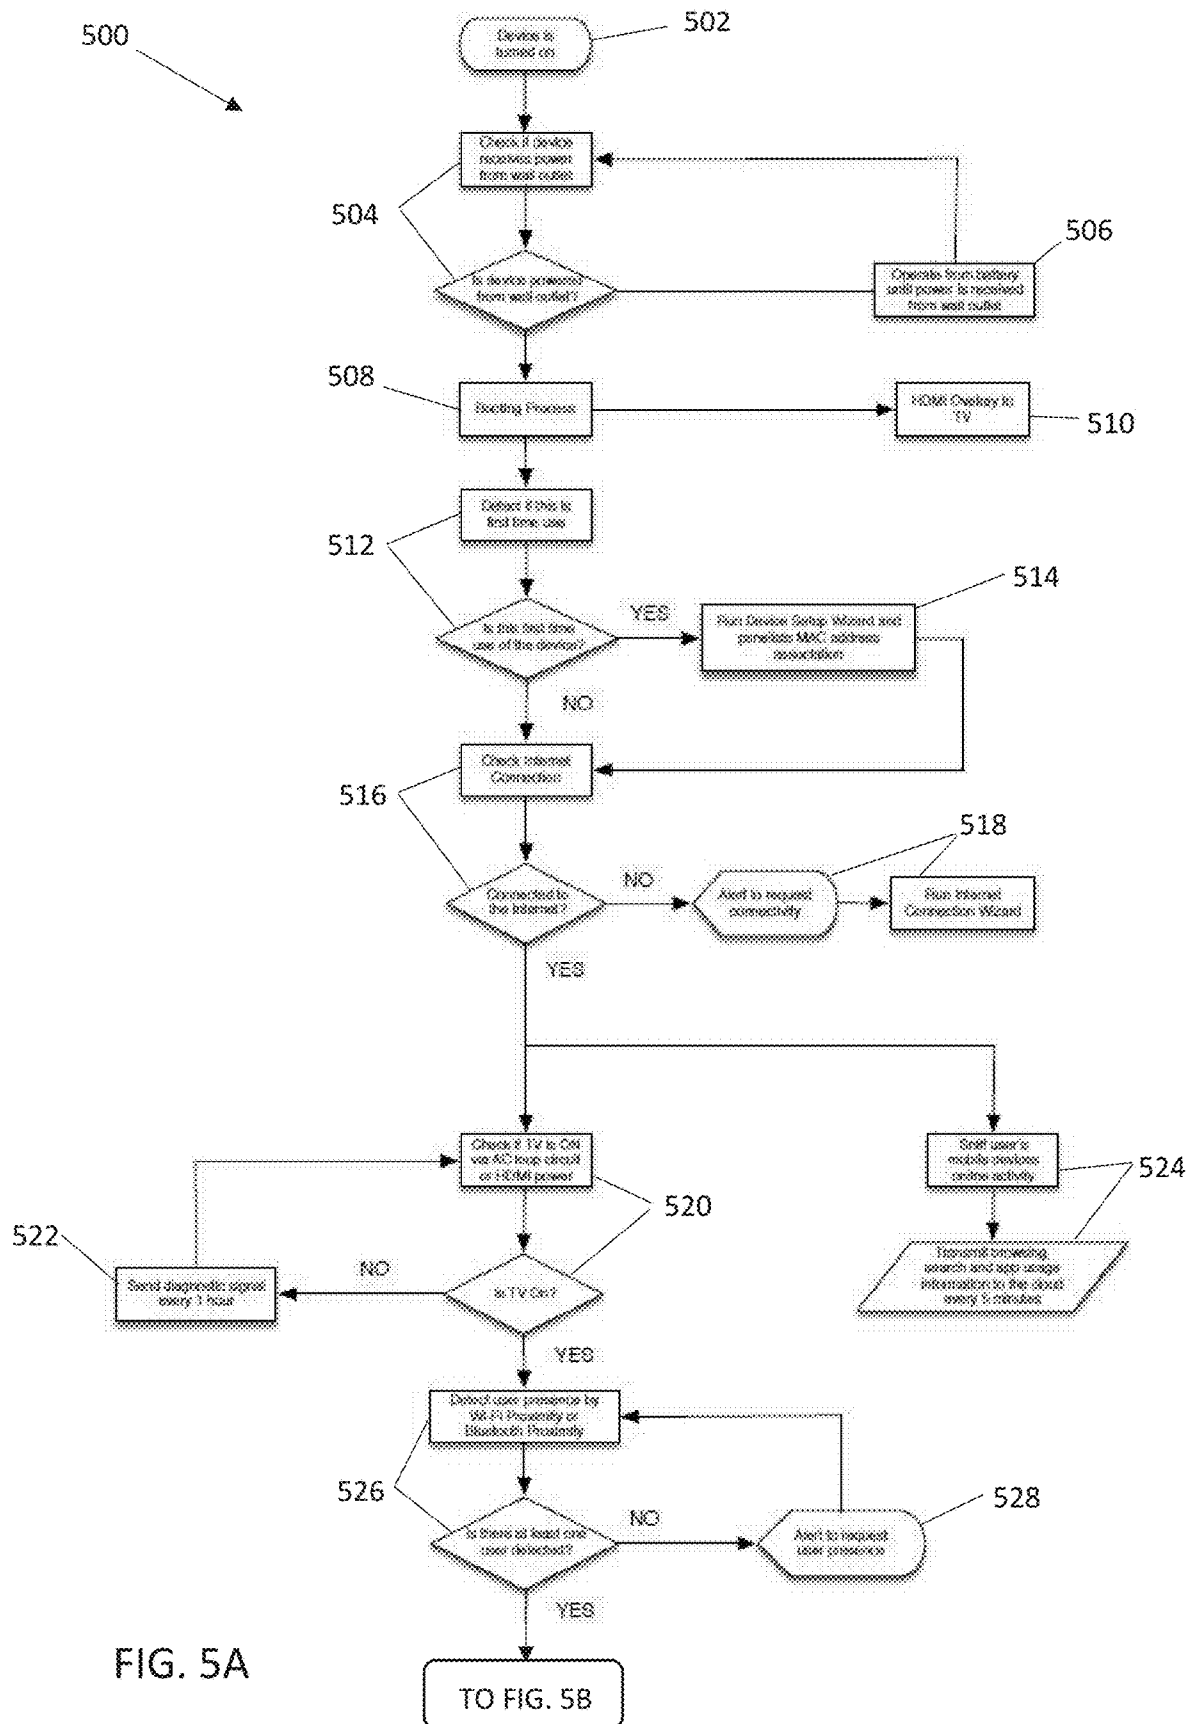 500
502
Device is
turned on
Check if device
receives power
from wall outlet
504
506
Is device powered
from wall outlet?
Operate from battery
until power is received
from wall outlet
508
Booting Process
HDMI Overlay to
TV
510
Detect if this is
first time use
512
514
YES
Is this first time
use of the device?
Run Device Setup Wizard and
panelists MAC address
association
NO
Check Internet
Connection
516
518
NO
Connected to
the Internet?
Alert to request
connectivity
Run Internet
Connection Wizard
YES
Check if TV is ON
via AC loop circuit
or HDMI power
Sniff user's
mobile devices
online activity
524
520
522
NO
Send diagnostic signal
every 1 hour
Is TV On?
Transmit browsing,
search and app usage
information to the cloud
every 5 minutes
YES
Detect user presence by
Wi-Fi Proximity or
Bluetooth Proximity
526
528
NO
Is there at least one
user detected?
Alert to request
user presence
YES
FIG. 5A
TO FIG. 5B